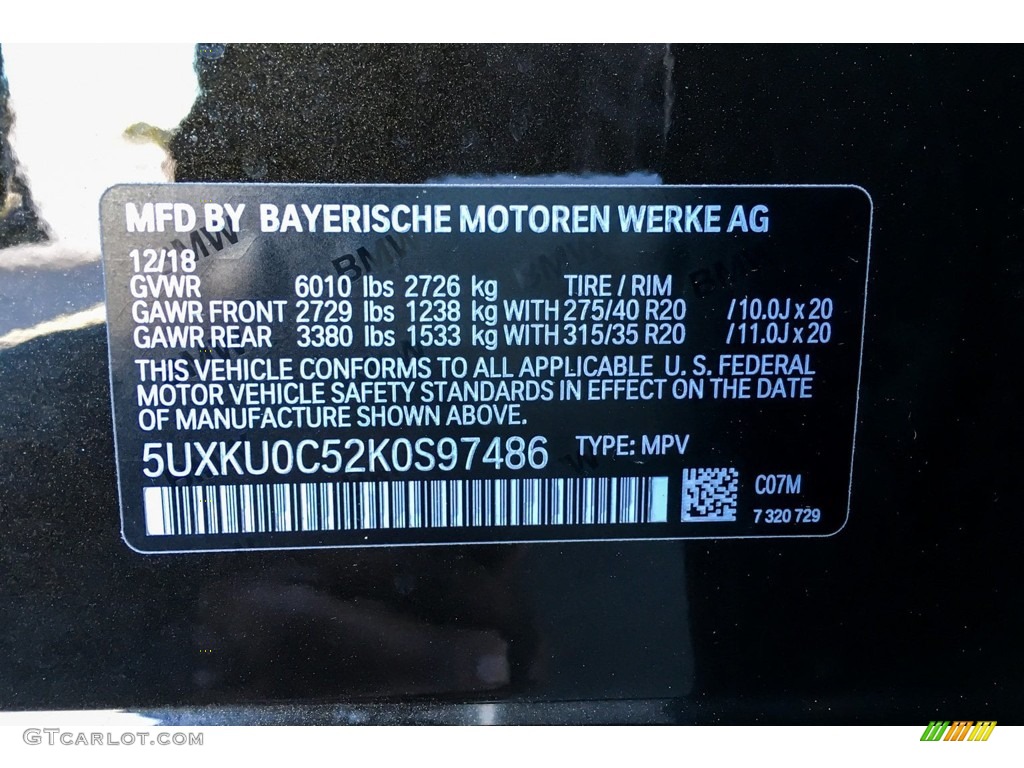 MFD BY BAYERISCHE MOTOREN WERKE AG
12/18
GVWR 6010 lbs 2726 kg TIRE / RIM
GAWR FRONT 2729 lbs 1238 kg WITH 275/40 R20 / 10.0J x 20
GAWR REAR 3380 lbs 1533 kg WITH 315/35 R20 / 11.0J x 20
THIS VEHICLE CONFORMS TO ALL APPLICABLE U. S. FEDERAL
MOTOR VEHICLE SAFETY STANDARDS IN EFFECT ON THE DATE
OF MANUFACTURE SHOWN ABOVE.
5UXKU0C52K0S97486 TYPE: MPV
C07M
7 320 729
GTCarLot.com